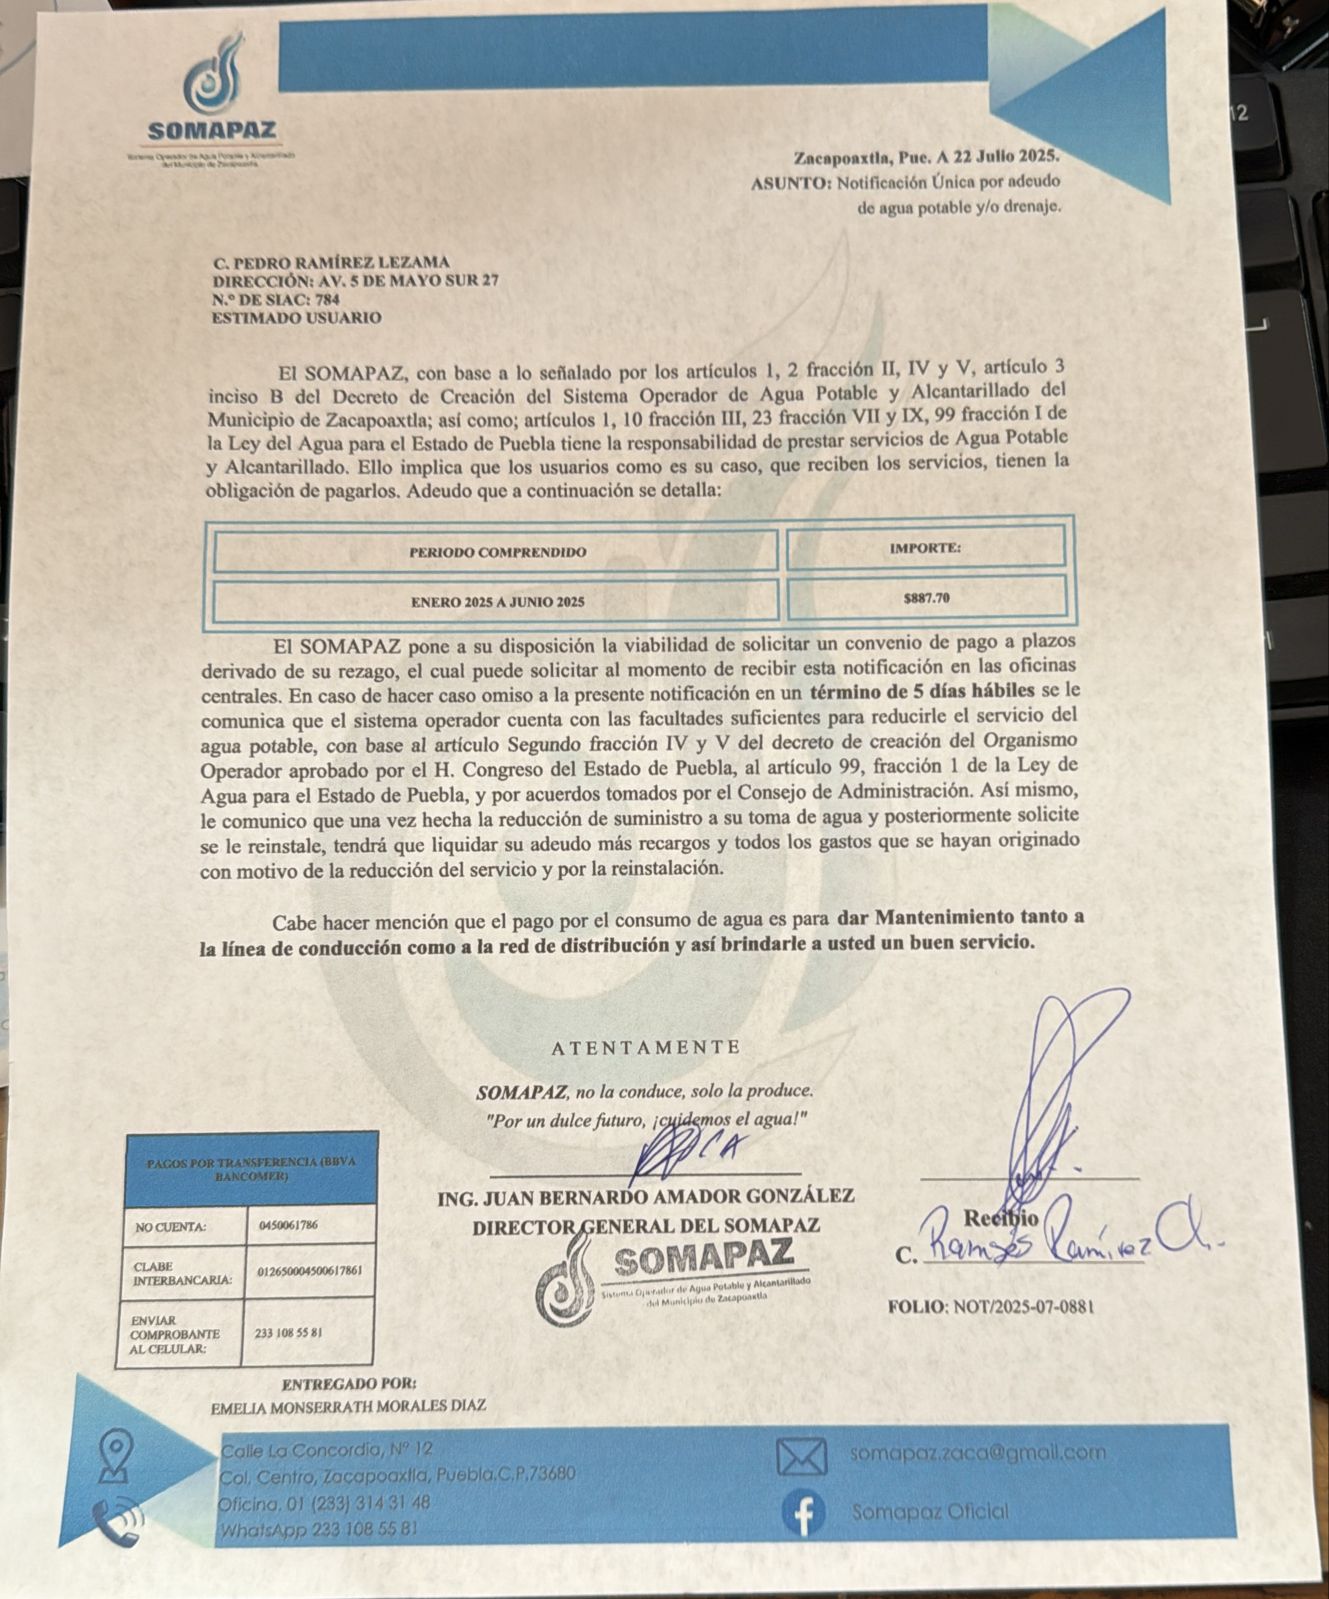 SOMAPAZ
Sistema Operador de Agua Potable y Alcantarillado
del Municipio de Zacapoaxtla
Zacapoaxtla, Pue. A 22 Julio 2025.
ASUNTO: Notificación Única por adeudo
de agua potable y/o drenaje.
C. PEDRO RAMÍREZ LEZAMA
DIRECCIÓN: AV. 5 DE MAYO SUR 27
N.º DE SIAC: 784
ESTIMADO USUARIO
El SOMAPAZ, con base a lo señalado por los artículos 1, 2 fracción II, IV y V, artículo 3
inciso B del Decreto de Creación del Sistema Operador de Agua Potable y Alcantarillado del
Municipio de Zacapoaxtla; así como; artículos 1, 10 fracción III, 23 fracción VII y IX, 99 fracción I de
la Ley del Agua para el Estado de Puebla tiene la responsabilidad de prestar servicios de Agua Potable
y Alcantarillado. Ello implica que los usuarios como es su caso, que reciben los servicios, tienen la
obligación de pagarlos. Adeudo que a continuación se detalla:
PERIODO COMPRENDIDO
IMPORTE:
ENERO 2025 A JUNIO 2025
$887.70
El SOMAPAZ pone a su disposición la viabilidad de solicitar un convenio de pago a plazos
derivado de su rezago, el cual puede solicitar al momento de recibir esta notificación en las oficinas
centrales. En caso de hacer caso omiso a la presente notificación en un término de 5 días hábiles se le
comunica que el sistema operador cuenta con las facultades suficientes para reducirle el servicio del
agua potable, con base al artículo Segundo fracción IV y V del decreto de creación del Organismo
Operador aprobado por el H. Congreso del Estado de Puebla, al artículo 99, fracción 1 de la Ley de
Agua para el Estado de Puebla, y por acuerdos tomados por el Consejo de Administración. Así mismo,
le comunico que una vez hecha la reducción de suministro a su toma de agua y posteriormente solicite
se le reinstale, tendrá que liquidar su adeudo más recargos y todos los gastos que se hayan originado
con motivo de la reducción del servicio y por la reinstalación.
Cabe hacer mención que el pago por el consumo de agua es para dar Mantenimiento tanto a
la línea de conducción como a la red de distribución y así brindarle a usted un buen servicio.
ATENTAMENTE
SOMAPAZ, no la conduce, solo la produce.
"Por un dulce futuro, ¡cuidemos el agua!"
ING. JUAN BERNARDO AMADOR GONZÁLEZ
DIRECTOR GENERAL DEL SOMAPAZ
SOMAPAZ
Sistema Operador de Agua Potable y Alcantarillado
del Municipio de Zacapoaxtla
Recibio
C. Ramsés Ramírez A.
FOLIO: NOT/2025-07-0881
PAGOS POR TRANSFERENCIA (BBVA
BANCOMER)
NO CUENTA:
0450061786
CLABE
INTERBANCARIA:
012650004500617861
ENVIAR
COMPROBANTE
AL CELULAR:
233 108 55 81
ENTREGADO POR:
EMELIA MONSERRATH MORALES DIAZ
Calle La Concordia, Nº 12
Col. Centro, Zacapoaxtla, Puebla.C.P.73680
Oficina. 01 (233) 314 31 48
WhatsApp 233 108 55 81
somapaz.zaca@gmail.com
Somapaz Oficial
12